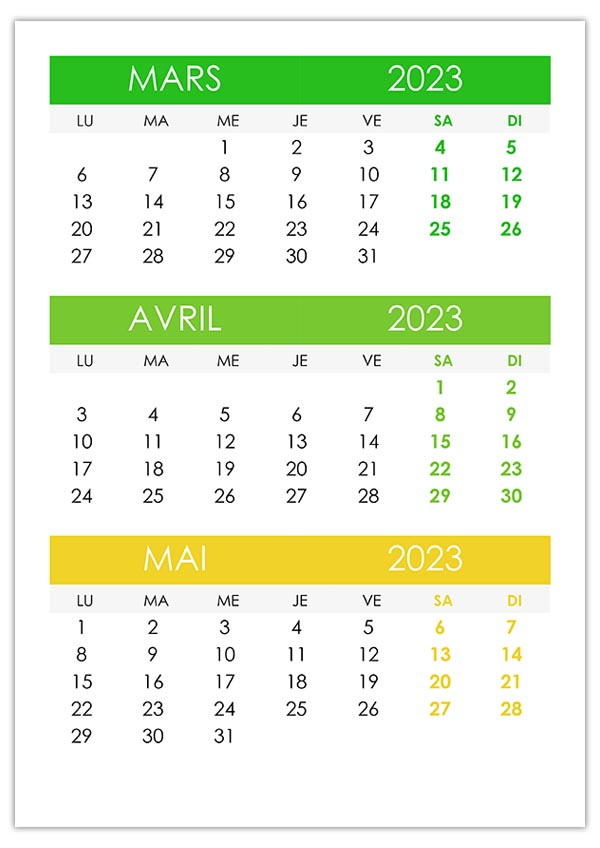 MARS 2023
LU MA ME JE VE SA DI
1 2 3 4 5
6 7 8 9 10 11 12
13 14 15 16 17 18 19
20 21 22 23 24 25 26
27 28 29 30 31
AVRIL 2023
LU MA ME JE VE SA DI
1 2
3 4 5 6 7 8 9
10 11 12 13 14 15 16
17 18 19 20 21 22 23
24 25 26 27 28 29 30
MAI 2023
LU MA ME JE VE SA DI
1 2 3 4 5 6 7
8 9 10 11 12 13 14
15 16 17 18 19 20 21
22 23 24 25 26 27 28
29 30 31